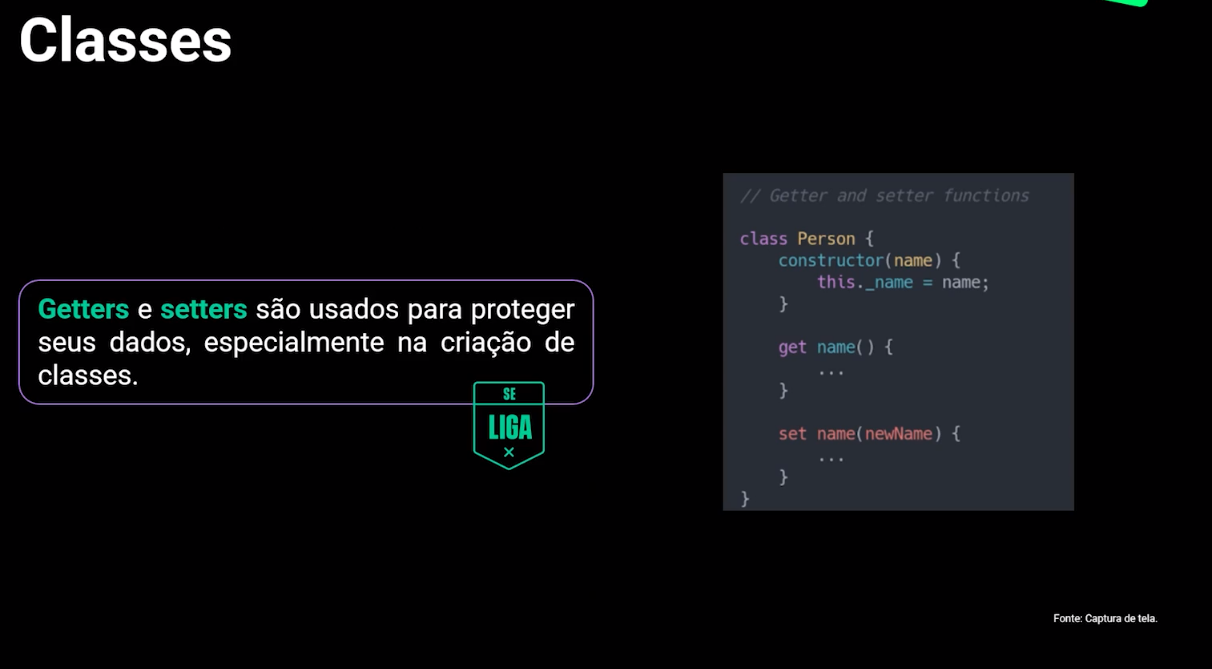 Classes
Getters e setters são usados para proteger
seus dados, especialmente na criação de
classes.
SE
LIGA
// Getter and setter functions
class Person {
    constructor(name) {
        this._name = name;
    }
    get name() {
        ...
    }
    set name(newName) {
        ...
    }
}
Fonte: Captura de tela.